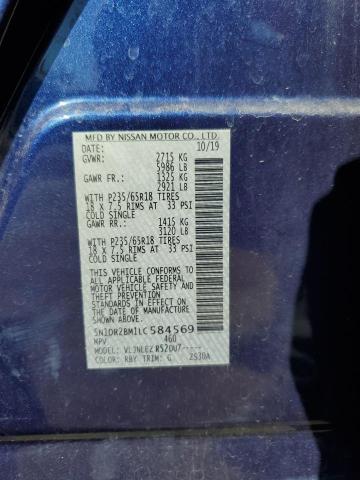 MFD BY NISSAN MOTOR CO., LTD.
DATE: 10/19
GVWR: 2715 KG
5986 LB
GAWR FR.: 1325 KG
2921 LB
WITH P235/65R18 TIRES
18 X 7.5 RIMS AT 33 PSI
COLD SINGLE
GAWR RR.: 1415 KG
3120 LB
WITH P235/65R18 TIRES
18 X 7.5 RIMS AT 33 PSI
COLD SINGLE
THIS VEHICLE CONFORMS TO
ALL APPLICABLE FEDERAL
MOTOR VEHICLE SAFETY
STANDARDS IN EFFECT ON
THE DATE OF MANUFACTURE
SHOWN ABOVE.
5N1DR2BM1LC584569
MPV 460
MODEL: R52UU7-----
COLOR: RBY TRIM: G 2S30A